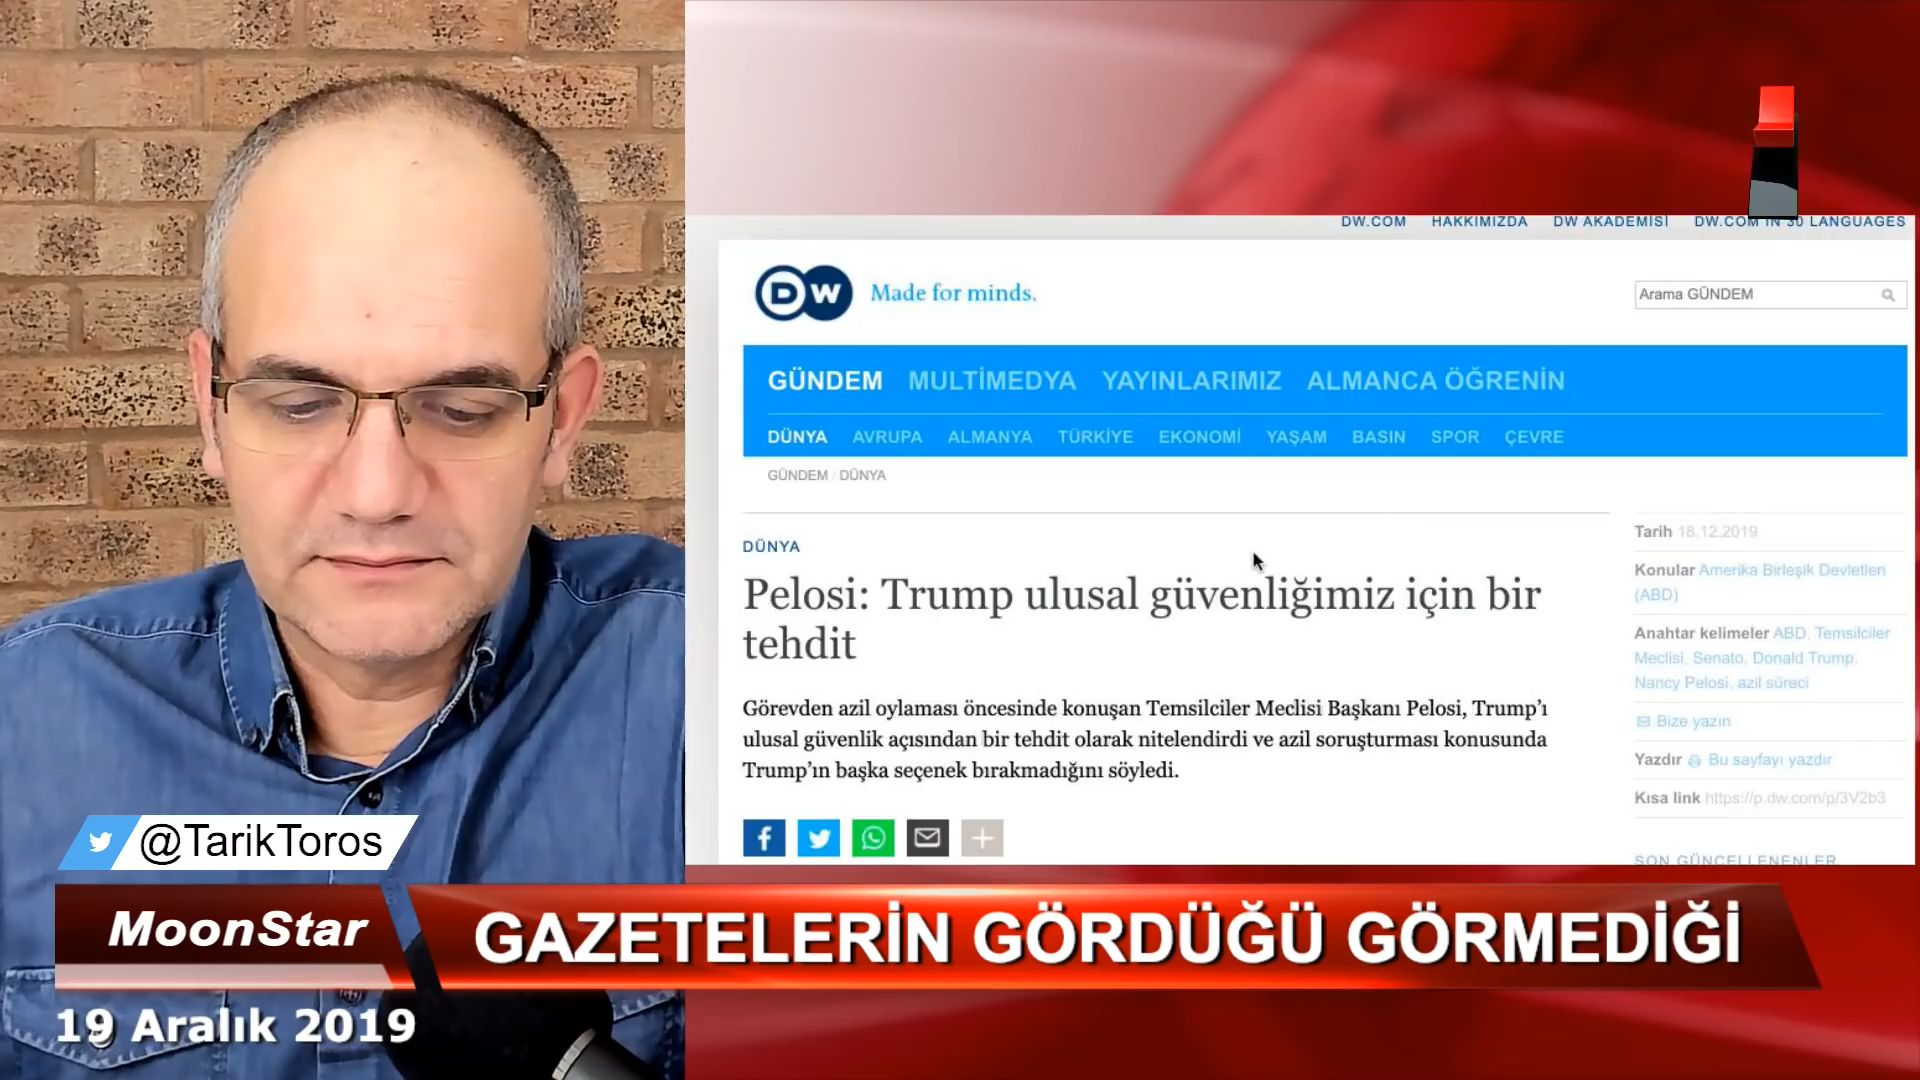 DW.COM HAKKIMIZDA DW AKADEMİSİ DW.COM IN 30 LANGUAGES
DW Made for minds.
Arama GÜNDEM
GÜNDEM MULTİMEDYA YAYINLARIMIZ ALMANCA ÖĞRENİN
DÜNYA AVRUPA ALMANYA TÜRKİYE EKONOMİ YAŞAM BASIN SPOR ÇEVRE
GÜNDEM / DÜNYA
DÜNYA
Pelosi: Trump ulusal güvenliğimiz için bir
tehdit
Görevden azil oylaması öncesinde konuşan Temsilciler Meclisi Başkanı Pelosi, Trump'ı
ulusal güvenlik açısından bir tehdit olarak nitelendirdi ve azil soruşturması konusunda
Trump'ın başka seçenek bırakmadığını söyledi.
Tarih 18.12.2019
Konular Amerika Birleşik Devletleri
(ABD)
Anahtar kelimeler ABD, Temsilciler
Meclisi, Senato, Donald Trump,
Nancy Pelosi, azil süreci
Bize yazın
Yazdır Bu sayfayı yazdır
Kısa link https://p.dw.com/p/3V2b3
SON GÜNCELLENENLER
@TarikToros
MoonStar
GAZETELERİN GÖRDÜĞÜ GÖRMEDİĞİ
19 Aralık 2019